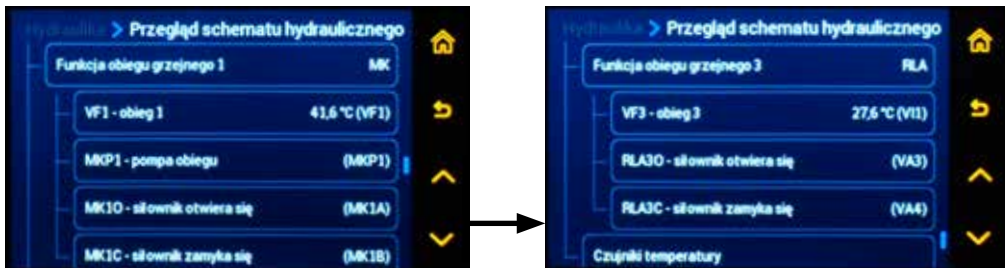 Hydraulika > Przegląd schematu hydraulicznego
Funkcja obiegu grzejnego 1 MK
VF1 - obieg 1 41,6 °C (VF1)
MKP1 - pompa obiegu (MKP1)
MK1O - siłownik otwiera się (MK1A)
MK1C - siłownik zamyka się (MK1B)
Hydraulika > Przegląd schematu hydraulicznego
Funkcja obiegu grzejnego 3 RLA
VF3 - obieg 3 27,6 °C (VI1)
RLA3O - siłownik otwiera się (VA3)
RLA3C - siłownik zamyka się (VA4)
Czujniki temperatury